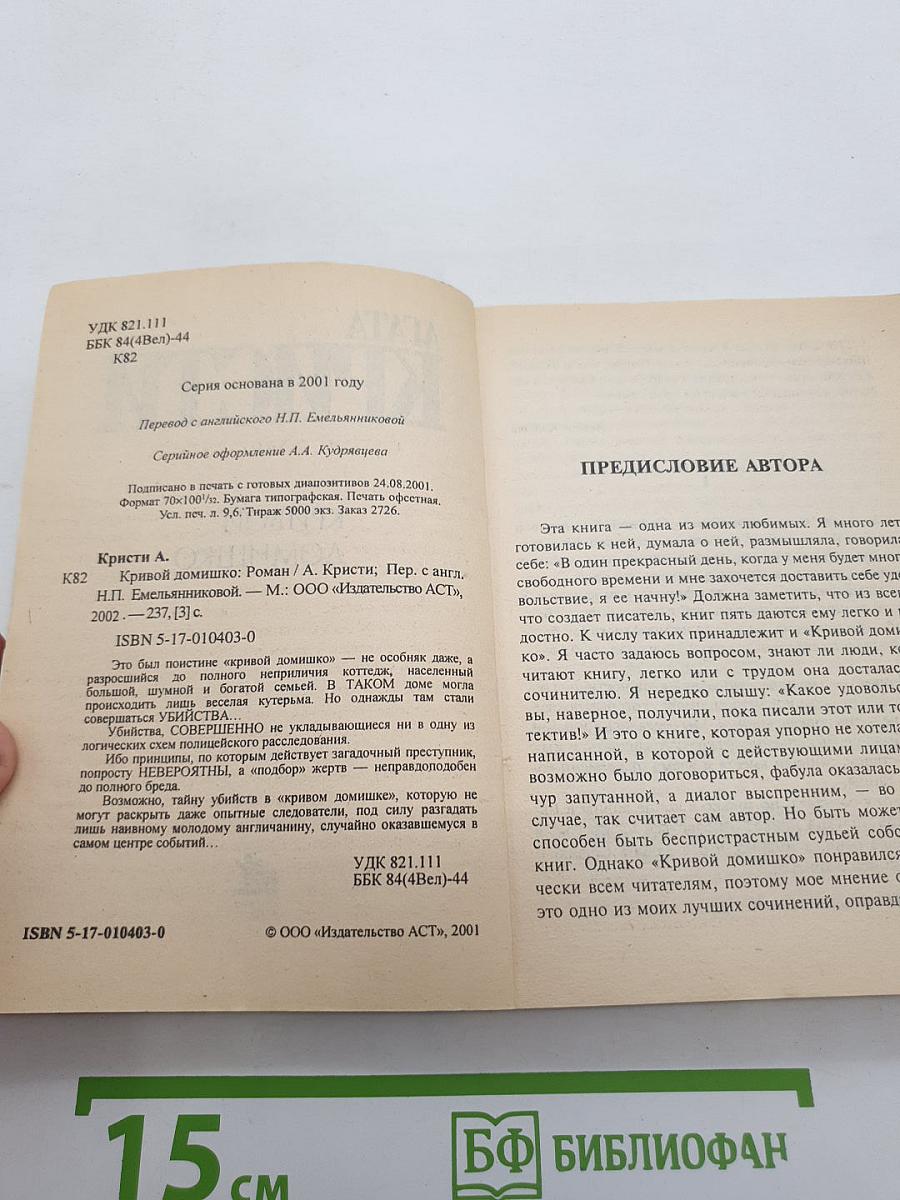 УДК 821.111
ББК 84(4Вел)-44
К82
Серия основана в 2001 году
Перевод с английского Н.П. Емельянниковой
Серийное оформление А.А. Кудрявцева
Подписано в печать с готовых диапозитивов 24.08.2001.
Формат 70×100 1/32. Бумага типографская. Печать офсетная.
Усл. печ. л. 9,6. Тираж 5000 экз. Заказ 2726.
Кристи А.
К82 Кривой домишко: Роман / А. Кристи; Пер. с англ.
Н.П. Емельянниковой. — М.: ООО «Издательство АСТ»,
2002. — 237, [3] с.
ISBN 5-17-010403-0
Это был поистине «кривой домишко» — не особняк даже, а
разросшийся до полного неприличия коттедж, населенный
большой, шумной и богатой семьей. В ТАКОМ доме могла
происходить лишь веселая кутерьма. Но однажды там стали
совершаться УБИЙСТВА...
Убийства, СОВЕРШЕННО не укладывающиеся ни в одну из
логических схем полицейского расследования.
Ибо принципы, по которым действует загадочный преступник,
попросту НЕВЕРОЯТНЫ, а «подбор» жертв — неправдоподобен
до полного бреда.
Возможно, тайну убийств в «кривом домишке», которую не
могут раскрыть даже опытные следователи, под силу разгадать
лишь наивному молодому англичанину, случайно оказавшемуся в
самом центре событий...
УДК 821.111
ББК 84(4Вел)-44
ISBN 5-17-010403-0
© ООО «Издательство АСТ», 2001
ПРЕДИСЛОВИЕ АВТОРА
Эта книга — одна из моих любимых. Я много лет
готовилась к ней, думала о ней, размышляла, говорила
себе: «В один прекрасный день, когда у меня будет мног
свободного времени и мне захочется доставить себе удо
вольствие, я ее начну!» Должна заметить, что из всег
что создает писатель, книг пять даются ему легко и
достно. К числу таких принадлежит и «Кривой доми
ко». Я часто задаюсь вопросом, знают ли люди, ко
читают книгу, легко или с трудом она досталас
сочинителю. Я нередко слышу: «Какое удовольс
вы, наверное, получили, пока писали этот или то
тектив!» И это о книге, которая упорно не хотела
написанной, в которой с действующими лицам
возможно было договориться, фабула оказалась
чур запутанной, а диалог выспренним, — во
случае, так считает сам автор. Но быть может
способен быть беспристрастным судьей собс
книг. Однако «Кривой домишко» понравился
чески всем читателям, поэтому мое мнение о
это одно из моих лучших сочинений, оправд
15 см
БФ БИБЛИОФАН